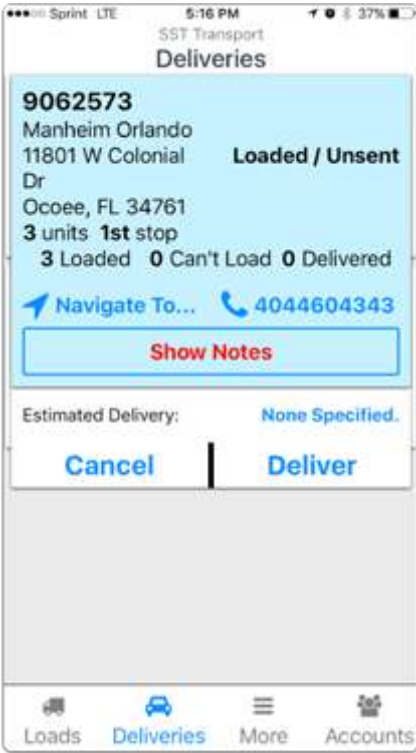 Sprint LTE 5:16 PM 37%
SST Transport
Deliveries
9062573
Manheim Orlando
11801 W Colonial Loaded / Unsent
Dr
Ocoee, FL 34761
3 units 1st stop
3 Loaded 0 Can't Load 0 Delivered
Navigate To... 4044604343
Show Notes
Estimated Delivery: None Specified.
Cancel Deliver
Loads Deliveries More Accounts